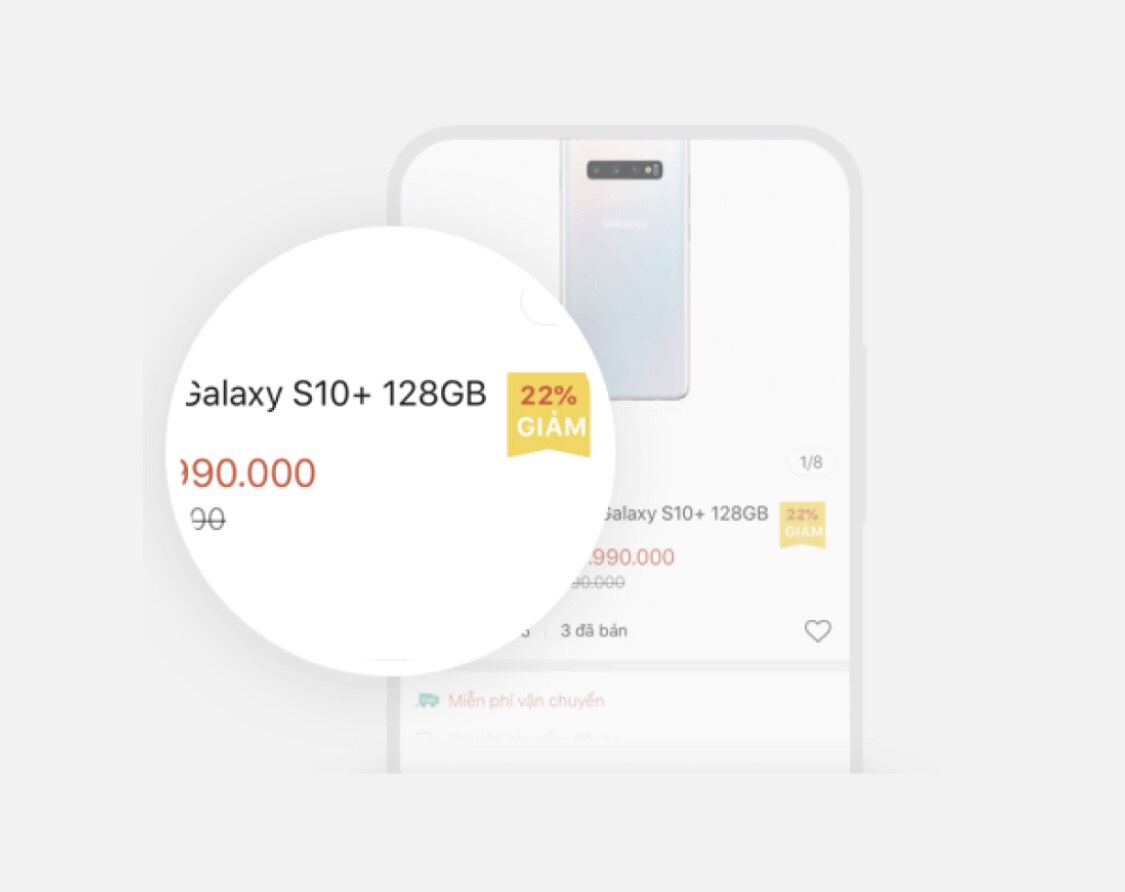 SAMSUNG
Galaxy S10+ 128GB
22%
GIẢM
990.000
90
1/8
Galaxy S10+ 128GB
22%
GIẢM
.990.000
90.000
3 đã bán
Miễn phí vận chuyển